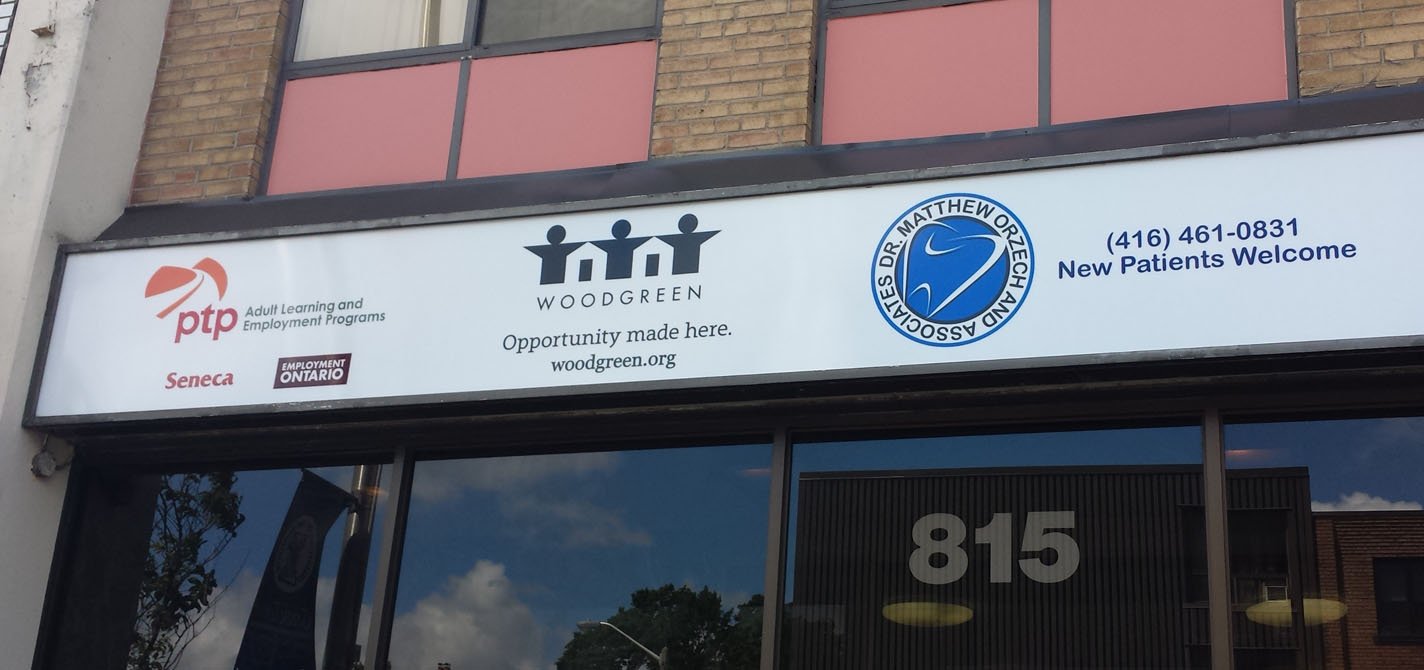 ptp
Adult Learning and
Employment Programs
Seneca
EMPLOYMENT
ONTARIO
WOODGREEN
Opportunity made here.
woodgreen.org
DR. MATTHEW ORZECH AND ASSOCIATES
(416) 461-0831
New Patients Welcome
815